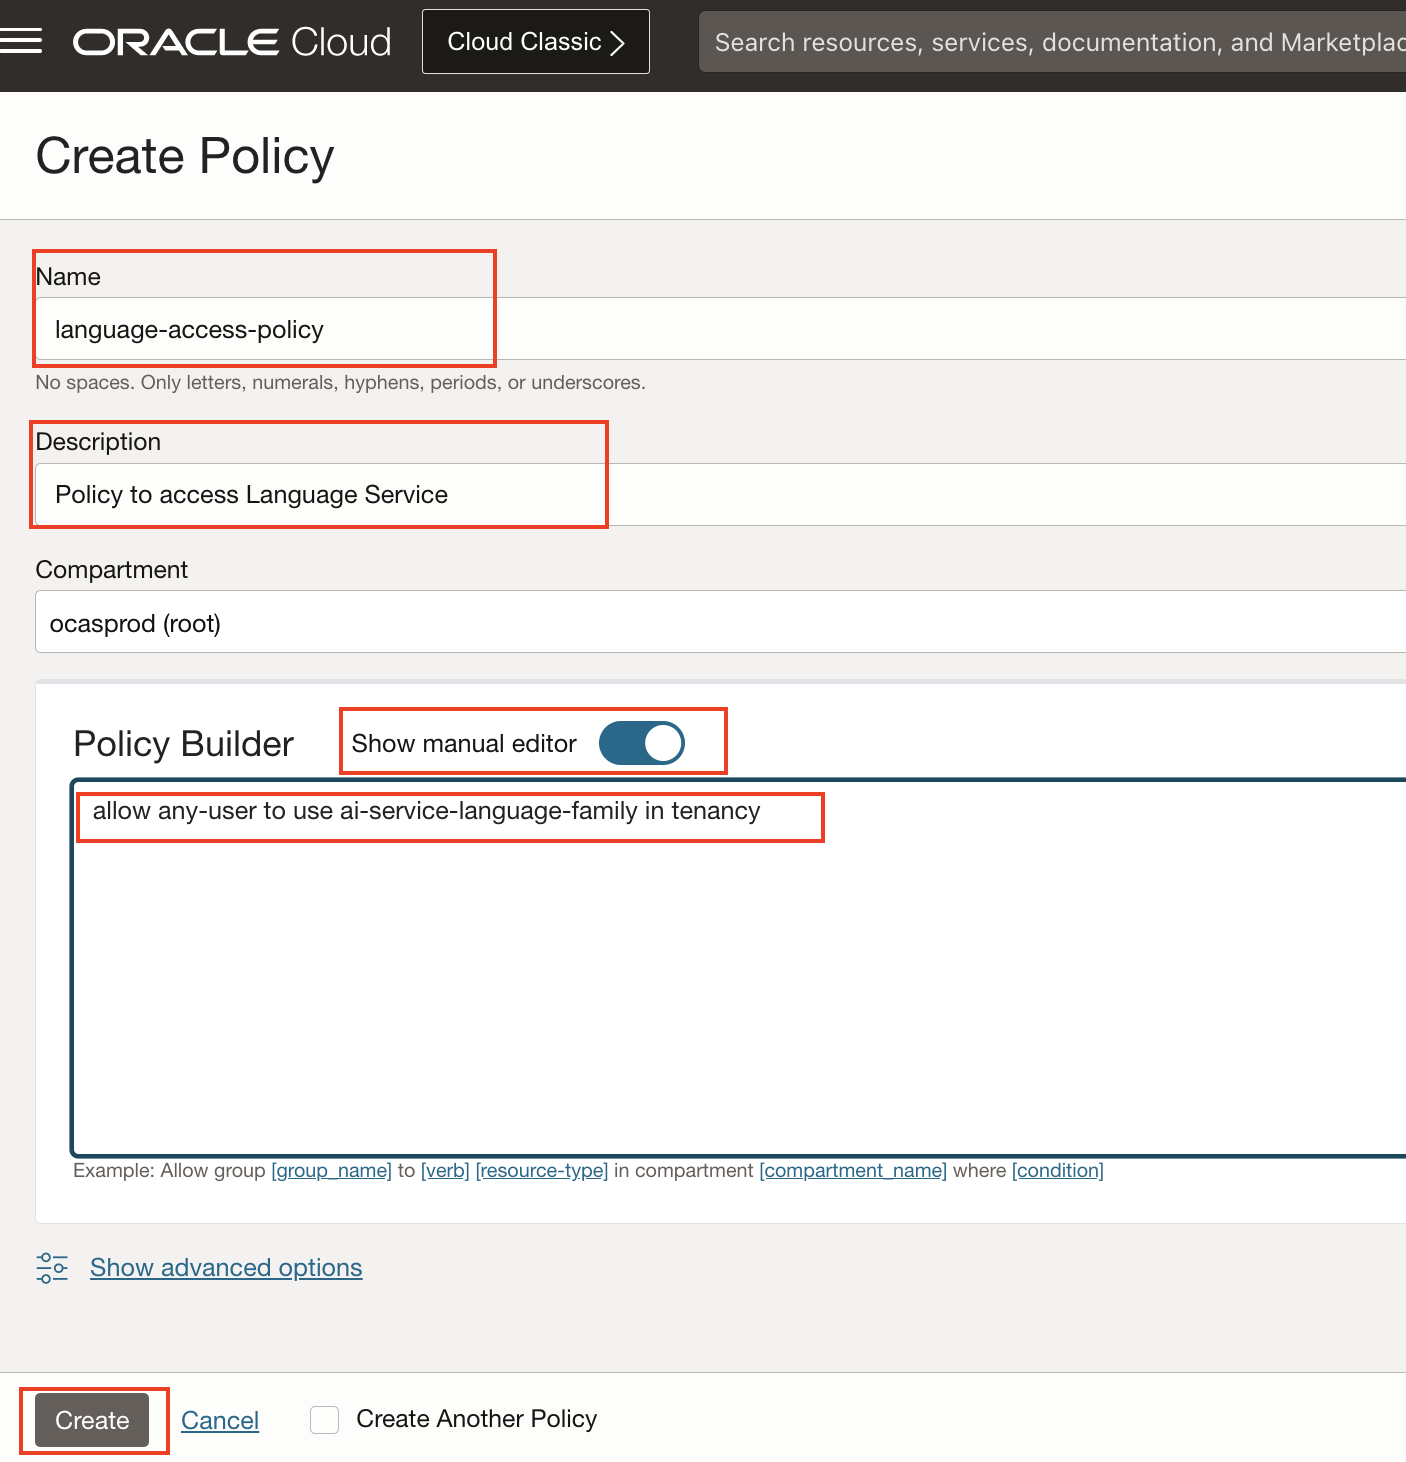 ORACLE Cloud
Cloud Classic
Search resources, services, documentation, and
Create Policy
Name
language-access-policy
No spaces. Only letters, numerals, hyphens, periods, or underscores.
Description
Policy to access Language Service
Compartment
ocasprod (root)
Policy Builder
Show manual editor
allow any-user to use ai-service-language-family in tenancy
Example: Allow group [group_name] to [verb] [resource-type] in compartment [compartment_name] where [condition]
Show advanced options
Create
Cancel
Create Another Policy